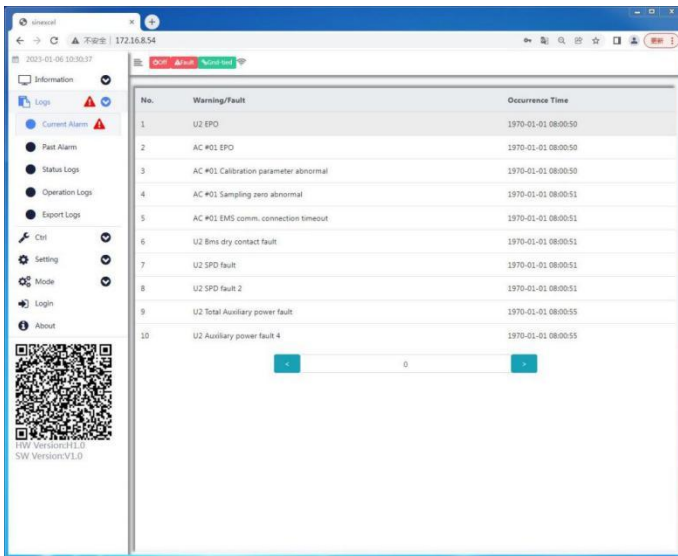 sinexcel
不安全 172.16.8.54
更新
2023-01-06 10:30:37
Off Fault Grid tied
Information
Logs
Current Alarm
Past Alarm
Status Logs
Operation Logs
Export Logs
Ctrl
Setting
Mode
Login
About
HW Version:H1.0
SW Version:V1.0
No. Warning/Fault Occurrence Time
1 U2 EPO 1970-01-01 08:00:50
2 AC #01 EPO 1970-01-01 08:00:50
3 AC #01 Calibration parameter abnormal 1970-01-01 08:00:50
4 AC #01 Sampling zero abnormal 1970-01-01 08:00:51
5 AC #01 EMS comm. connection timeout 1970-01-01 08:00:51
6 U2 Bms dry contact fault 1970-01-01 08:00:51
7 U2 SPD fault 1970-01-01 08:00:51
8 U2 SPD fault 2 1970-01-01 08:00:51
9 U2 Total Auxiliary power fault 1970-01-01 08:00:55
10 U2 Auxiliary power fault 4 1970-01-01 08:00:55
< 0 >